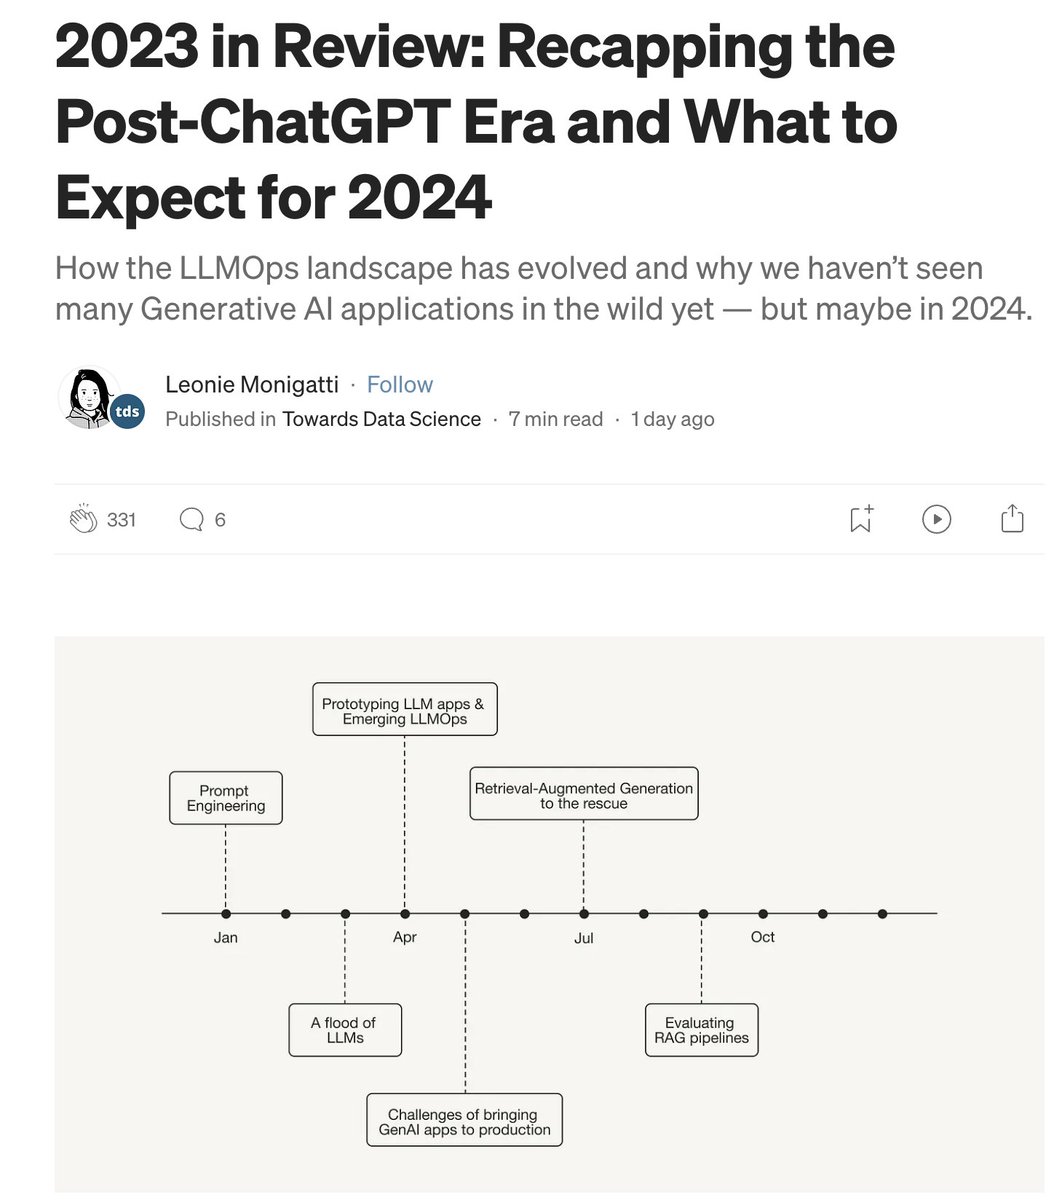 2023 in Review: Recapping the
Post-ChatGPT Era and What to
Expect for 2024
How the LLMOps landscape has evolved and why we haven’t seen
many Generative AI applications in the wild yet — but maybe in 2024.
Leonie Monigatti · Follow
tds
Published in Towards Data Science · 7 min read · 1 day ago
331
6
Prototyping LLM apps &
Emerging LLMOps
Prompt
Engineering
Retrieval-Augmented Generation
to the rescue
Jan
Apr
Jul
Oct
A flood of
LLMs
Evaluating
RAG pipelines
Challenges of bringing
GenAI apps to production